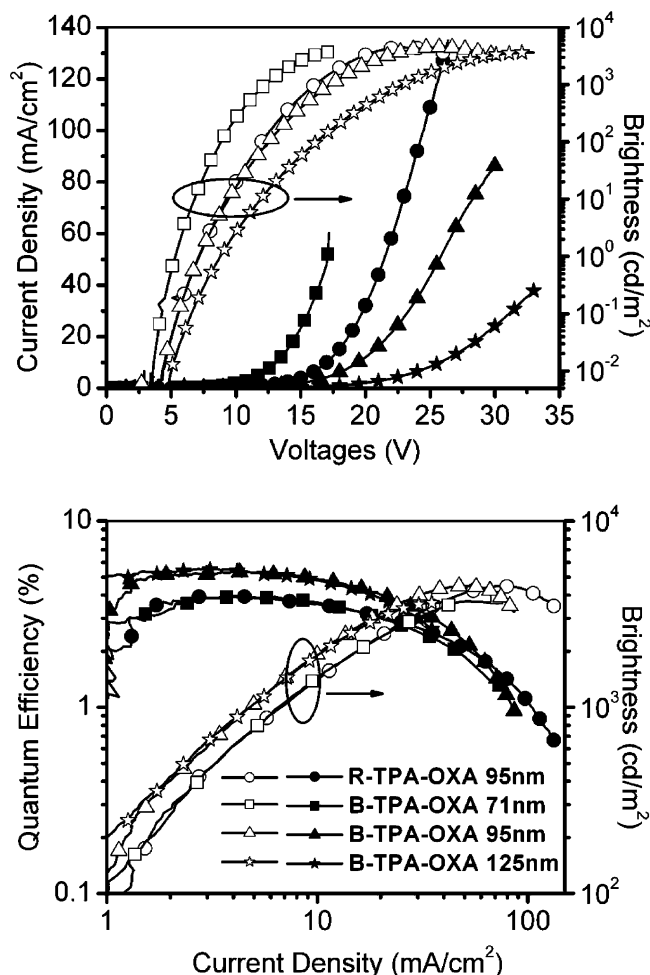 140
120
100
80
60
40
20
0
Current Density (mA/cm²)
10⁴
10³
10²
10¹
10⁰
10⁻¹
10⁻²
Brightness (cd/m²)
0 5 10 15 20 25 30 35
Voltages (V)
10
1
0.1
Quantum Efficiency (%)
10⁴
10³
10²
Brightness (cd/m²)
R-TPA-OXA 95nm
B-TPA-OXA 71nm
B-TPA-OXA 95nm
B-TPA-OXA 125nm
1 10 100
Current Density (mA/cm²)